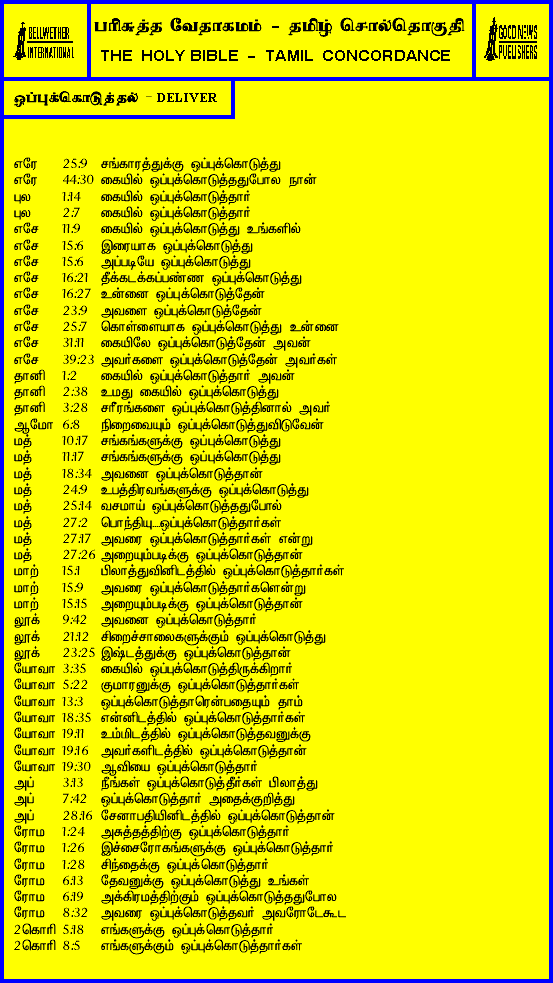 BELLWETHER
INTERNATIONAL
பரிசுத்த வேதாகமம் - தமிழ் சொல்தொகுதி
THE HOLY BIBLE - TAMIL CONCORDANCE
GOOD NEWS
PUBLISHERS
ஒப்புக்கொடுத்தல் - DELIVER
எரே 25:9 சங்காரத்துக்கு ஒப்புக்கொடுத்து
எரே 44:30 கையில் ஒப்புக்கொடுத்ததுபோல நான்
புல 1:14 கையில் ஒப்புக்கொடுத்தார்
புல 2:7 கையில் ஒப்புக்கொடுத்தார்
எசே 11:9 கையில் ஒப்புக்கொடுத்து உங்களில்
எசே 15:6 இரையாக ஒப்புக்கொடுத்து
எசே 15:6 அப்படியே ஒப்புக்கொடுத்து
எசே 16:21 தீக்கடக்கப்பண்ண ஒப்புக்கொடுத்து
எசே 16:27 உன்னை ஒப்புக்கொடுத்தேன்
எசே 23:9 அவளை ஒப்புக்கொடுத்தேன்
எசே 25:7 கொள்ளையாக ஒப்புக்கொடுத்து உன்னை
எசே 31:11 கையிலே ஒப்புக்கொடுத்தேன் அவன்
எசே 39:23 அவர்களை ஒப்புக்கொடுத்தேன் அவர்கள்
தானி 1:2 கையில் ஒப்புக்கொடுத்தார் அவன்
தானி 2:38 உமது கையில் ஒப்புக்கொடுத்து
தானி 3:28 சரீரங்களை ஒப்புக்கொடுத்தினால் அவர்
ஆமோ 6:8 நிறைவையும் ஒப்புக்கொடுத்துவிடுவேன்
மத் 10:17 சங்கங்களுக்கு ஒப்புக்கொடுத்து
மத் 11:17 சங்கங்களுக்கு ஒப்புக்கொடுத்து
மத் 18:34 அவனை ஒப்புக்கொடுத்தான்
மத் 24:9 உபத்திரவங்களுக்கு ஒப்புக்கொடுத்து
மத் 25:14 வசமாய் ஒப்புக்கொடுத்ததுபோல்
மத் 27:2 பொந்தியு...ஒப்புக்கொடுத்தார்கள்
மத் 27:17 அவரை ஒப்புக்கொடுத்தார்கள் என்று
மத் 27:26 அறையும்படிக்கு ஒப்புக்கொடுத்தான்
மாற் 15:1 பிலாத்துவினிடத்தில் ஒப்புக்கொடுத்தார்கள்
மாற் 15:9 அவரை ஒப்புக்கொடுத்தார்களென்று
மாற் 15:15 அறையும்படிக்கு ஒப்புக்கொடுத்தான்
லூக் 9:42 அவனை ஒப்புக்கொடுத்தார்
லூக் 21:12 சிறைச்சாலைகளுக்கும் ஒப்புக்கொடுத்து
லூக் 23:25 இஷ்டத்துக்கு ஒப்புக்கொடுத்தான்
யோவா 3:35 கையில் ஒப்புக்கொடுத்திருக்கிறார்
யோவா 5:22 குமாரனுக்கு ஒப்புக்கொடுத்தார்கள்
யோவா 13:3 ஒப்புக்கொடுத்தாரென்பதையும் தாம்
யோவா 18:35 என்னிடத்தில் ஒப்புக்கொடுத்தார்கள்
யோவா 19:11 உம்மிடத்தில் ஒப்புக்கொடுத்தவனுக்கு
யோவா 19:16 அவர்களிடத்தில் ஒப்புக்கொடுத்தான்
யோவா 19:30 ஆவியை ஒப்புக்கொடுத்தார்
அப் 3:13 நீங்கள் ஒப்புக்கொடுத்தீர்கள் பிலாத்து
அப் 7:42 ஒப்புக்கொடுத்தார் அதைக்குறித்து
அப் 28:16 சேனாபதியினிடத்தில் ஒப்புக்கொடுத்தான்
ரோம 1:24 அசுத்தத்திற்கு ஒப்புக்கொடுத்தார்
ரோம 1:26 இச்சைரோகங்களுக்கு ஒப்புக்கொடுத்தார்
ரோம 1:28 சிந்தைக்கு ஒப்புக்கொடுத்தார்
ரோம 6:13 தேவனுக்கு ஒப்புக்கொடுத்து உங்கள்
ரோம 6:19 அக்கிரமத்திற்கும் ஒப்புக்கொடுத்ததுபோல
ரோம 8:32 அவரை ஒப்புக்கொடுத்தவர் அவரோடேகூட
2கொரி 5:18 எங்களுக்கு ஒப்புக்கொடுத்தார்
2கொரி 8:5 எங்களுக்கும் ஒப்புக்கொடுத்தார்கள்